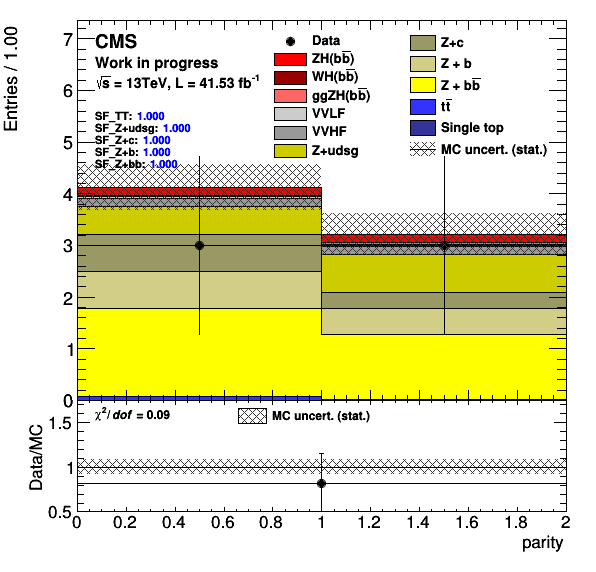 Entries / 1.00
CMS
Work in progress
√s = 13TeV, L = 41.53 fb⁻¹
SF_TT: 1.000
SF_Z+udsg: 1.000
SF_Z+c: 1.000
SF_Z+b: 1.000
SF_Z+bb: 1.000
Data
ZH(bb̅)
WH(bb̅)
ggZH(bb̅)
VVLF
VVHF
Z+udsg
Z+c
Z + b
Z + bb̅
tt̅
Single top
MC uncert. (stat.)
7
6
5
4
3
2
1
0
χ²/dof = 0.09
MC uncert. (stat.)
Data/MC
1.5
1
0.5
0 0.2 0.4 0.6 0.8 1 1.2 1.4 1.6 1.8 2
parity